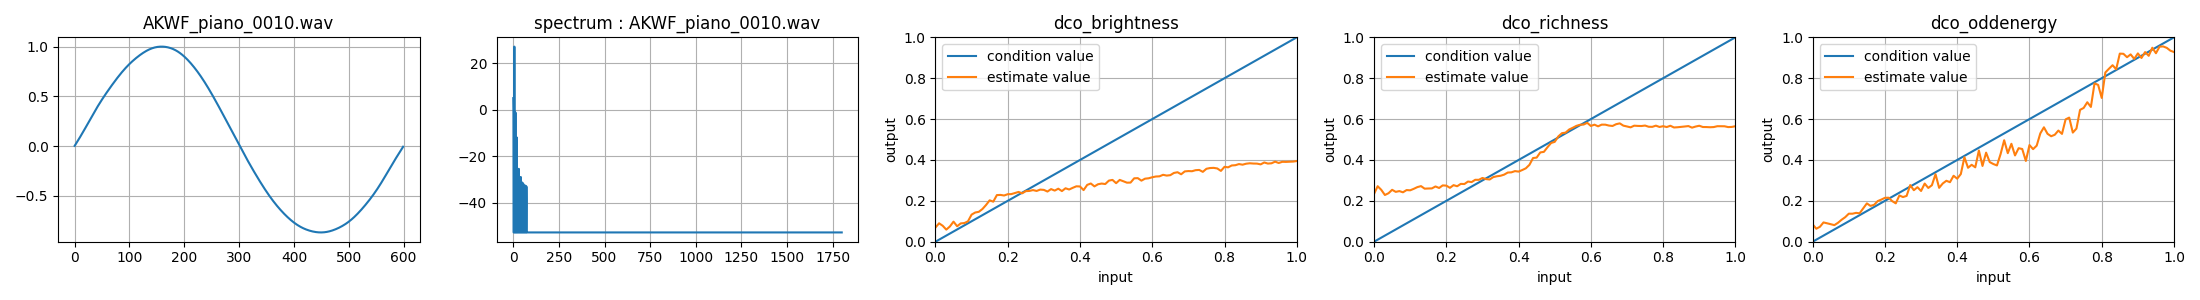 AKWF_piano_0010.wav
1.0
0.5
0.0
−0.5
0 100 200 300 400 500 600
spectrum : AKWF_piano_0010.wav
20
0
−20
−40
0 250 500 750 1000 1250 1500 1750
dco_brightness
condition value
estimate value
output
1.0
0.8
0.6
0.4
0.2
0.0
0.0 0.2 0.4 0.6 0.8 1.0
input
dco_richness
condition value
estimate value
output
1.0
0.8
0.6
0.4
0.2
0.0
0.0 0.2 0.4 0.6 0.8 1.0
input
dco_oddenergy
condition value
estimate value
output
1.0
0.8
0.6
0.4
0.2
0.0
0.0 0.2 0.4 0.6 0.8 1.0
input